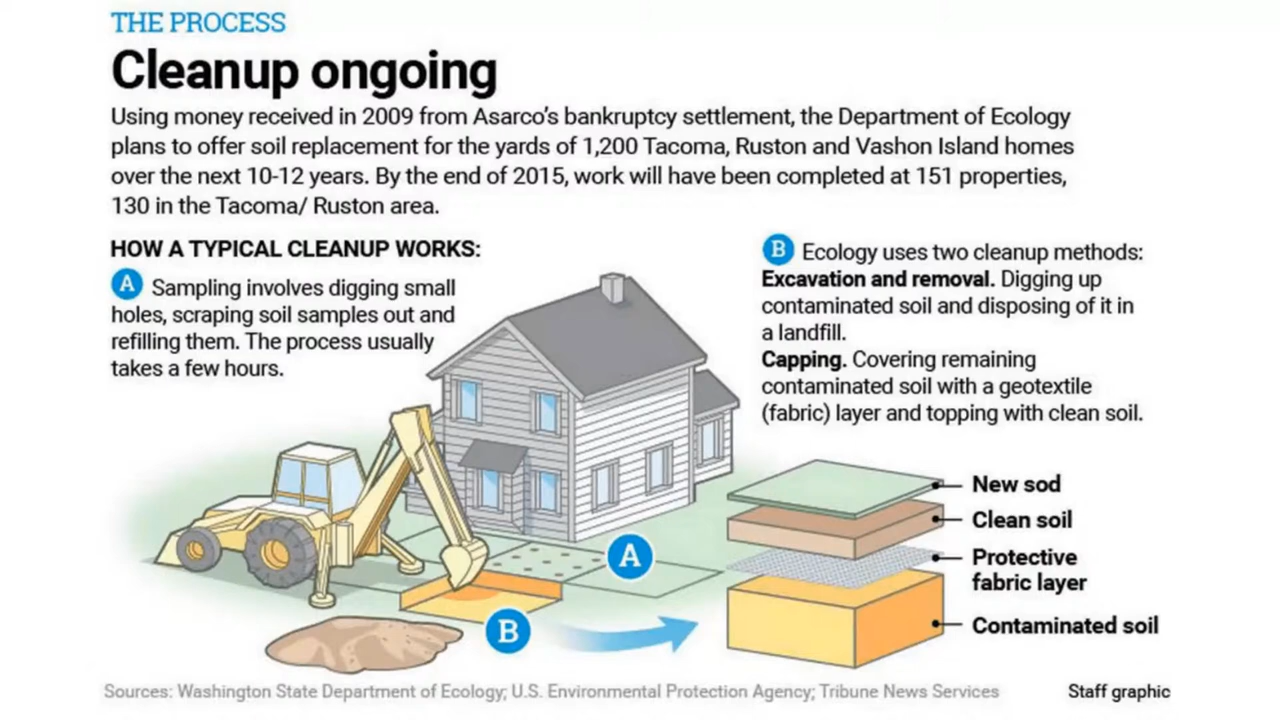 THE PROCESS
Cleanup ongoing
Using money received in 2009 from Asarco's bankruptcy settlement, the Department of Ecology
plans to offer soil replacement for the yards of 1,200 Tacoma, Ruston and Vashon Island homes
over the next 10-12 years. By the end of 2015, work will have been completed at 151 properties,
130 in the Tacoma/ Ruston area.
HOW A TYPICAL CLEANUP WORKS:
A Sampling involves digging small
holes, scraping soil samples out and
refilling them. The process usually
takes a few hours.
B Ecology uses two cleanup methods:
Excavation and removal. Digging up
contaminated soil and disposing of it in
a landfill.
Capping. Covering remaining
contaminated soil with a geotextile
(fabric) layer and topping with clean soil.
A
B
New sod
Clean soil
Protective
fabric layer
Contaminated soil
Sources: Washington State Department of Ecology; U.S. Environmental Protection Agency; Tribune News Services
Staff graphic